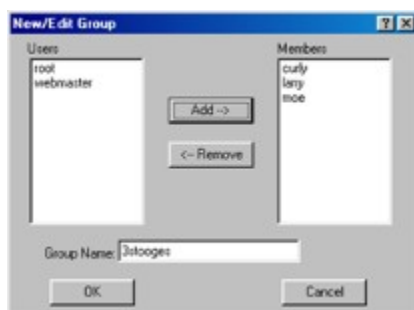 New/Edit Group
Users
Members
root
webmaster
curly
larry
moe
Add -->
<-- Remove
Group Name: 3stooges
OK
Cancel